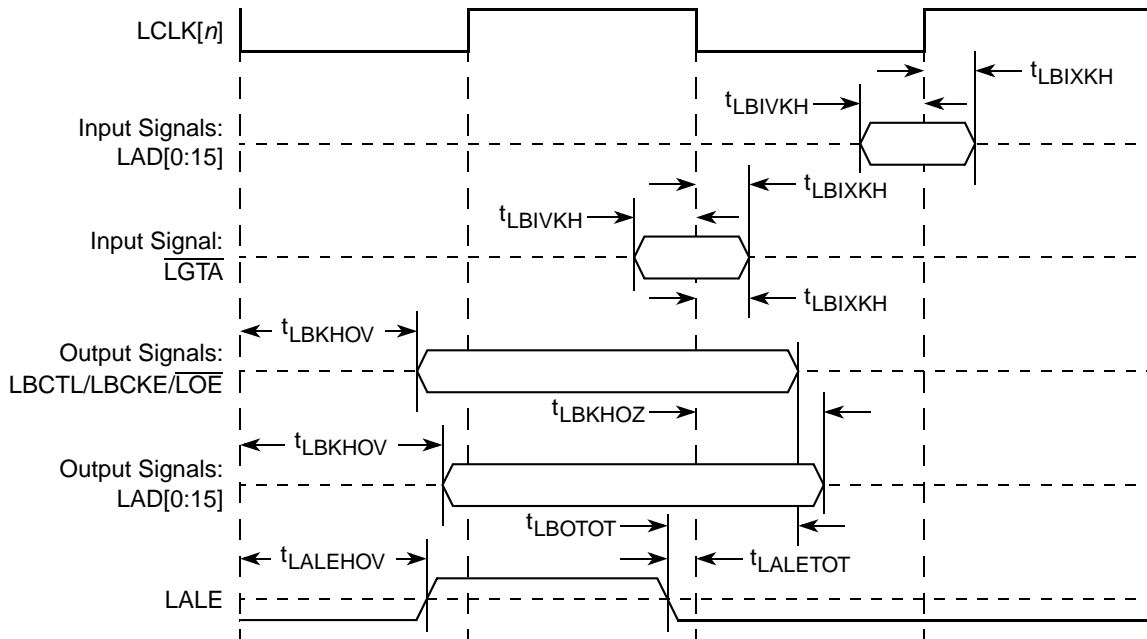 LCLK[n]
tLBIXKH
tLBIVKH
Input Signals:
LAD[0:15]
tLBIXKH
tLBIVKH
Input Signal:
LGTA
tLBIXKH
tLBKHOV
Output Signals:
LBCTL/LBCKE/LOE
tLBKHOZ
tLBKHOV
Output Signals:
LAD[0:15]
tLBOTOT
tLALEHOV
tLALETOT
LALE